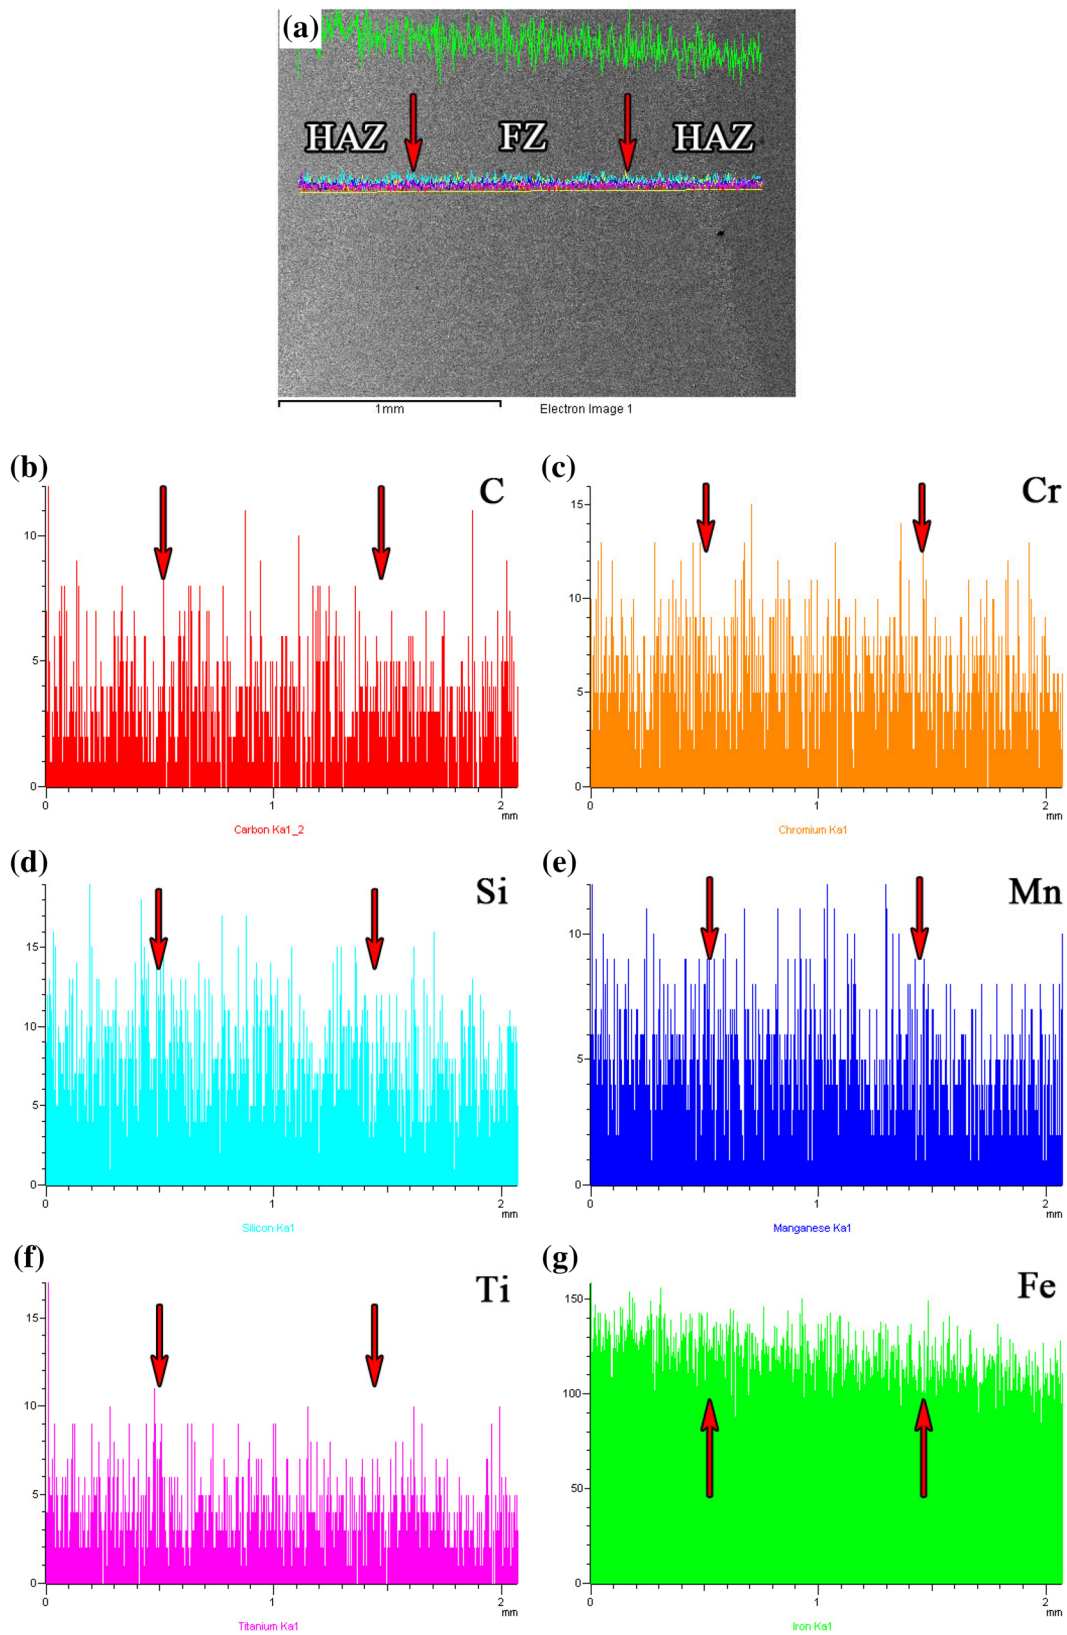 (a)
HAZ FZ HAZ
1mm Electron Image 1
(b) C
10
5
0
0 1 2
mm
Carbon Ka1_2
(c) Cr
15
10
5
0
0 1 2
mm
Chromium Ka1
(d) Si
15
10
5
0
0 1 2
mm
Silicon Ka1
(e) Mn
10
5
0
0 1 2
mm
Manganese Ka1
(f) Ti
15
10
5
0
0 1 2
mm
Titanium Ka1
(g) Fe
150
100
50
0
0 1 2
mm
Iron Ka1